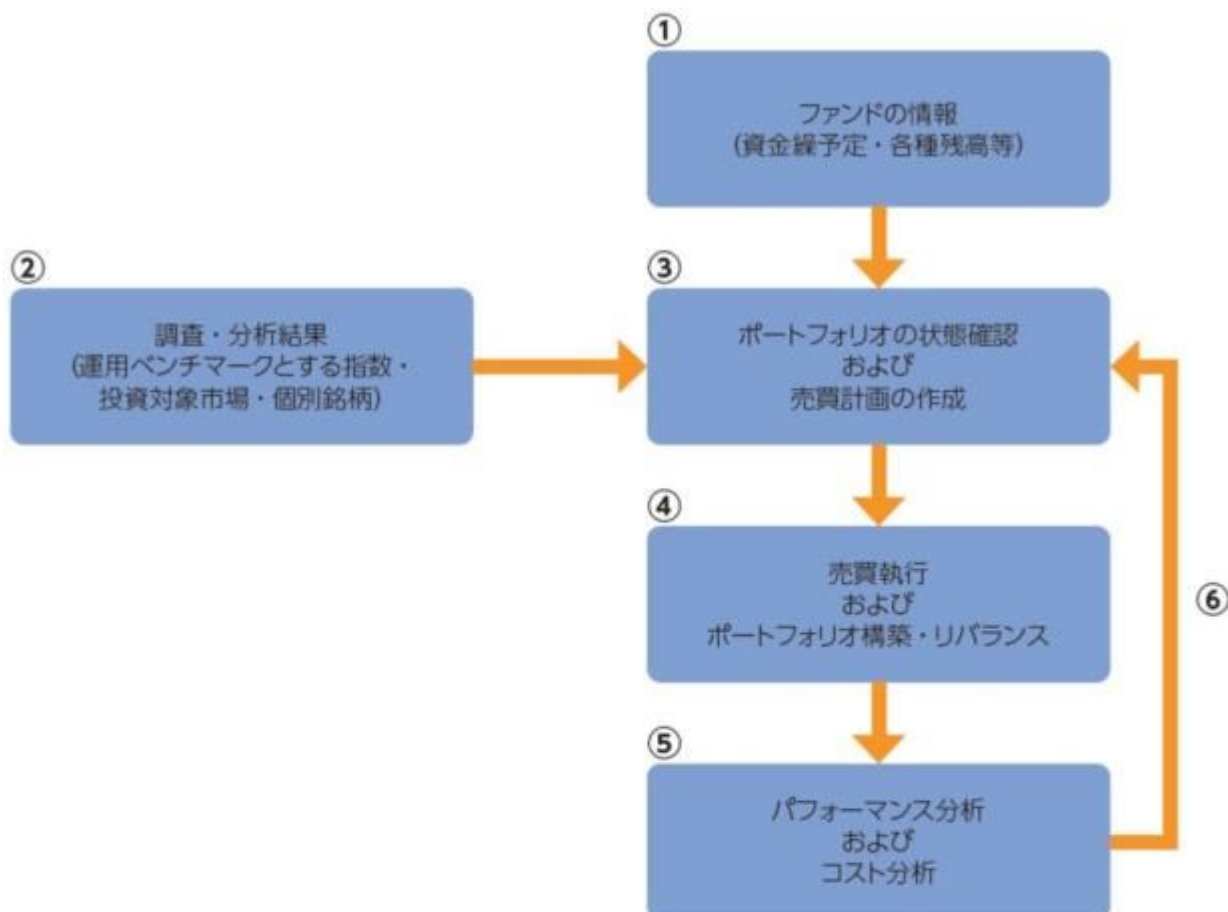 ①
ファンドの情報
(資金繰予定・各種残高等)
②
調査・分析結果
(運用ベンチマークとする指数・
投資対象市場・個別銘柄)
③
ポートフォリオの状態確認
および
売買計画の作成
④
売買執行
および
ポートフォリオ構築・リバランス
⑥
⑤
パフォーマンス分析
および
コスト分析